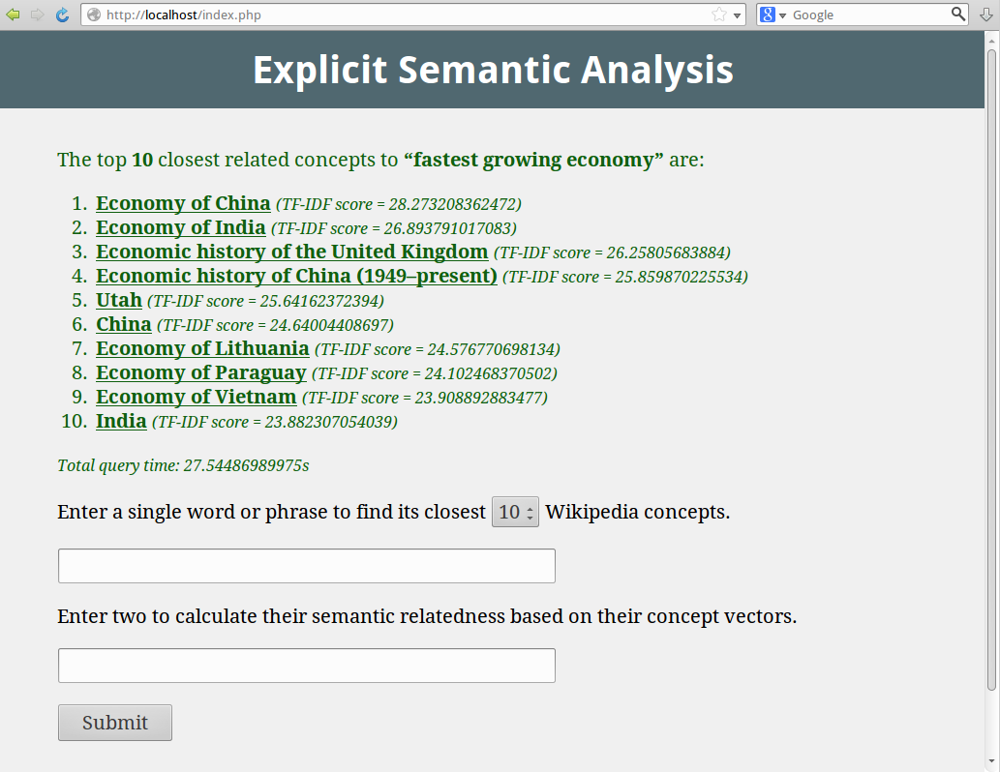 http://localhost/index.php
Google
Explicit Semantic Analysis
The top 10 closest related concepts to “fastest growing economy” are:
1. Economy of China (TF-IDF score = 28.273208362472)
2. Economy of India (TF-IDF score = 26.893791017083)
3. Economic history of the United Kingdom (TF-IDF score = 26.25805683884)
4. Economic history of China (1949–present) (TF-IDF score = 25.859870225534)
5. Utah (TF-IDF score = 25.64162372394)
6. China (TF-IDF score = 24.64004408697)
7. Economy of Lithuania (TF-IDF score = 24.576770698134)
8. Economy of Paraguay (TF-IDF score = 24.102468370502)
9. Economy of Vietnam (TF-IDF score = 23.908892883477)
10. India (TF-IDF score = 23.882307054039)
Total query time: 27.54486989975s
Enter a single word or phrase to find its closest 10 Wikipedia concepts.
Enter two to calculate their semantic relatedness based on their concept vectors.
Submit